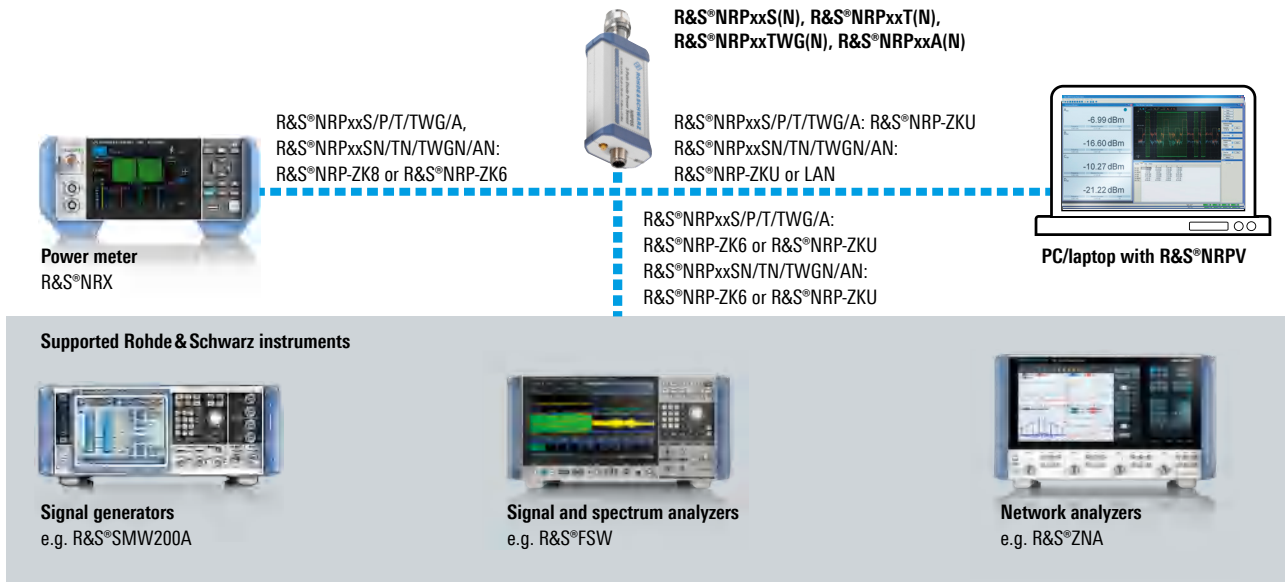 R&S®NRPxxS(N), R&S®NRPxxT(N),
R&S®NRPxxTWG(N), R&S®NRPxxA(N)
R&S®NRPxxS/P/T/TWG/A,
R&S®NRPxxSN/TN/TWGN/AN:
R&S®NRP-ZK8 or R&S®NRP-ZK6
R&S®NRPxxS/P/T/TWG/A: R&S®NRP-ZKU
R&S®NRPxxSN/TN/TWGN/AN:
R&S®NRP-ZKU or LAN
-6.99 dBm
-16.60 dBm
-10.27 dBm
-21.22 dBm
Power meter
R&S®NRX
R&S®NRPxxS/P/T/TWG/A:
R&S®NRP-ZK6 or R&S®NRP-ZKU
R&S®NRPxxSN/TN/TWGN/AN:
R&S®NRP-ZK6 or R&S®NRP-ZKU
PC/laptop with R&S®NRPV
Supported Rohde & Schwarz instruments
Signal generators
e.g. R&S®SMW200A
Signal and spectrum analyzers
e.g. R&S®FSW
Network analyzers
e.g. R&S®ZNA